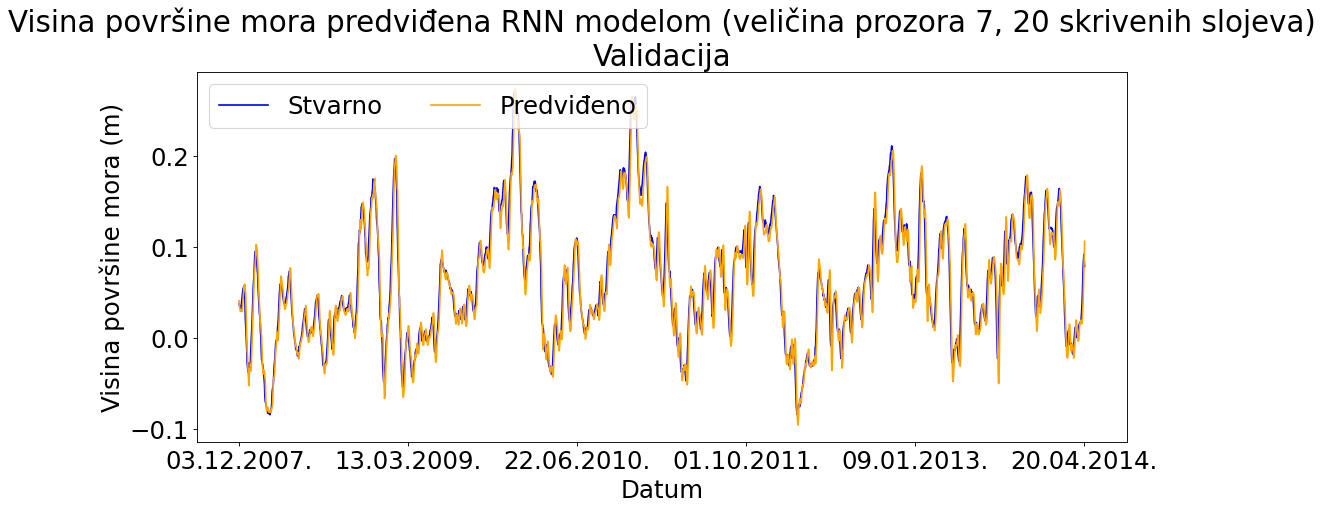 Visina površine mora predviđena RNN modelom (veličina prozora 7, 20 skrivenih slojeva)
Validacija
Stvarno Predviđeno
Visina površine mora (m)
0.2
0.1
0.0
−0.1
03.12.2007. 13.03.2009. 22.06.2010. 01.10.2011. 09.01.2013. 20.04.2014.
Datum